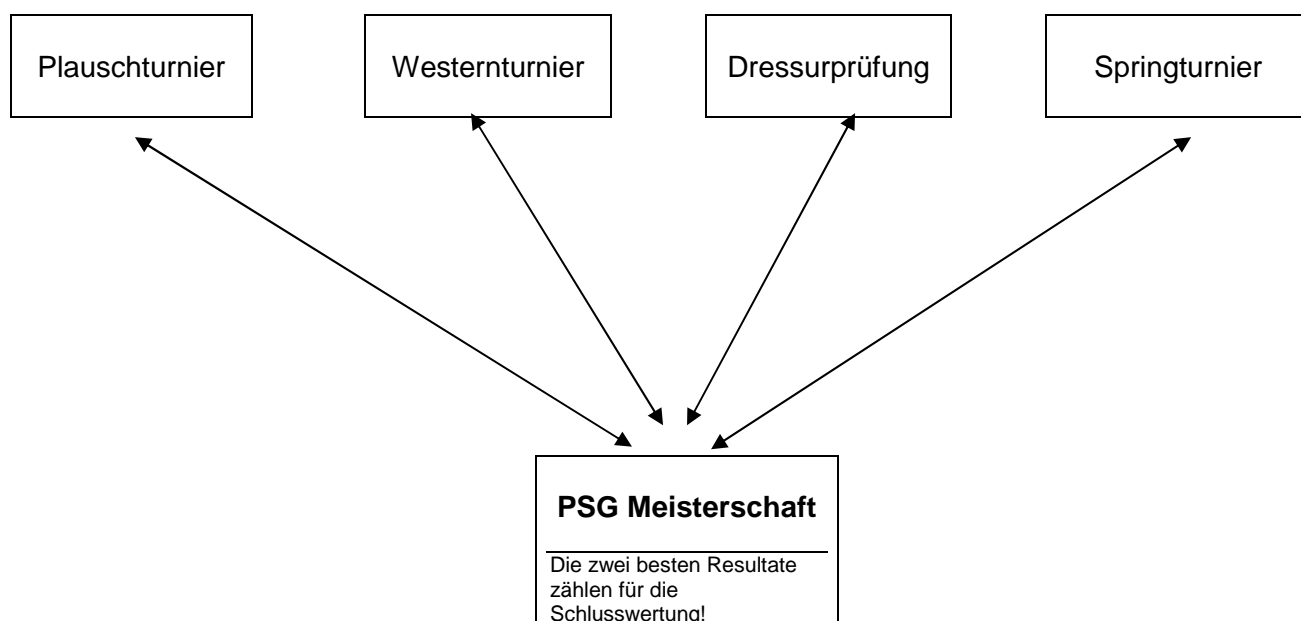 Plauschturnier
Westernturnier
Dressurprüfung
Springturnier
PSG Meisterschaft
Die zwei besten Resultate
zählen für die
Schlusswertung!